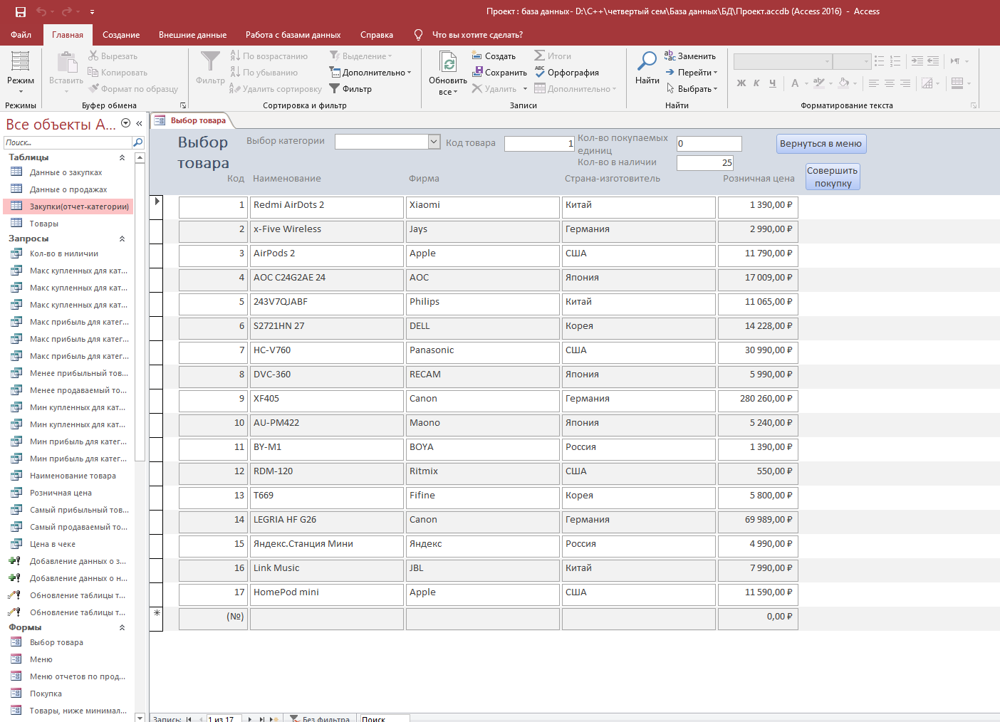 Проект : база данных- D:\C++\четвертый сем\База данных\БД\Проект.accdb (Access 2016) - Access
Файл Главная Создание Внешние данные Работа с базами данных Справка Что вы хотите сделать?
Режим
Режимы
Вставить
Вырезать
Копировать
Формат по образцу
Буфер обмена
Фильтр
По возрастанию
По убыванию
Удалить сортировку
Выделение
Дополнительно
Фильтр
Сортировка и фильтр
Обновить
все
Создать
Сохранить
Удалить
Итоги
Орфография
Дополнительно
Записи
Найти
Заменить
Перейти
Выбрать
Найти
Ж К Ч
Форматирование текста
Все объекты A...
Поиск...
Таблицы
Данные о закупках
Данные о продажах
Закупки(отчет-категории)
Товары
Запросы
Кол-во в ниличии
Макс купленных для кат...
Макс купленных для кат...
Макс купленных для кат...
Макс прибыль для катег...
Макс прибыль для катег...
Макс прибыль для катег...
Менее прибыльный тов...
Менее продаваемый то...
Мин купленных для кат...
Мин купленных для кат...
Мин прибыль для катег...
Мин прибыль для катег...
Наименование товара
Розничная цена
Самый прибыльный тов...
Самый продаваемый то...
Цена в чеке
Добавление данных о з...
Добавление данных о н...
Обновление таблицы т...
Обновление таблицы т...
Формы
Выбор товара
Меню
Меню отчетов по прод...
Покупка
Товары, ниже минимал...
Выбор товара
Выбор
товара
Выбор категории
Код товара 1
Кол-во покупаемых
единиц
0
Кол-во в наличии 25
Вернуться в меню
Совершить
покупку
Код Наименование Фирма Страна-изготовитель Розничная цена
1 Redmi AirDots 2 Xiaomi Китай 1 390,00 ₽
2 x-Five Wireless Jays Германия 2 990,00 ₽
3 AirPods 2 Apple США 11 790,00 ₽
4 AOC C24G2AE 24 AOC Япония 17 009,00 ₽
5 243V7QJABF Philips Китай 11 065,00 ₽
6 S2721HN 27 DELL Корея 14 228,00 ₽
7 HC-V760 Panasonic США 30 990,00 ₽
8 DVC-360 RECAM Япония 5 990,00 ₽
9 XF405 Canon Германия 280 260,00 ₽
10 AU-PM422 Maono Япония 5 240,00 ₽
11 BY-M1 BOYA Россия 1 390,00 ₽
12 RDM-120 Ritmix США 550,00 ₽
13 T669 Fifine Корея 5 800,00 ₽
14 LEGRIA HF G26 Canon Германия 69 989,00 ₽
15 Яндекс.Станция Мини Яндекс Россия 4 990,00 ₽
16 Link Music JBL Китай 7 990,00 ₽
17 HomePod mini Apple США 11 590,00 ₽
(№) 0,00 ₽
Запись: 1 из 17 Без фильтра Поиск